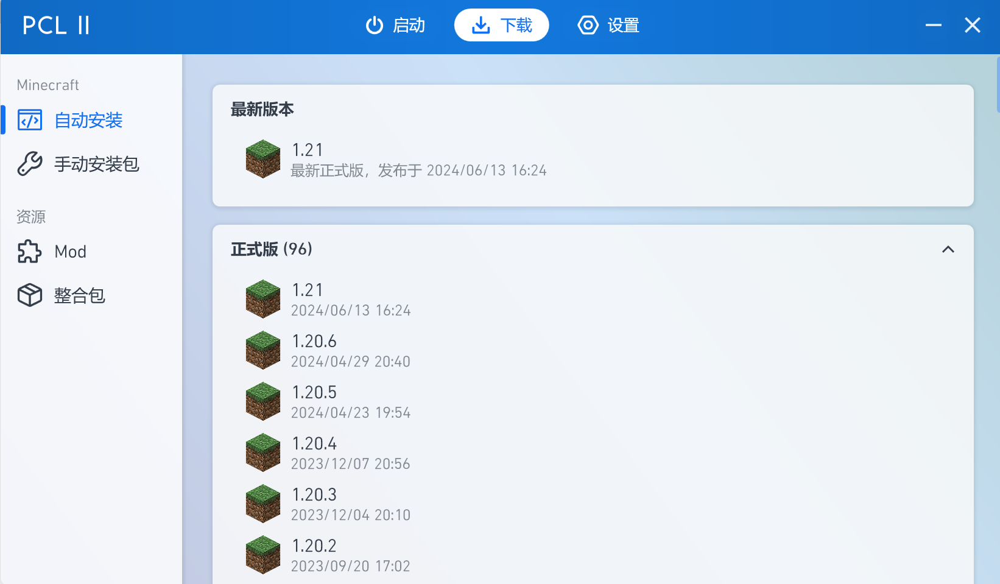 PCL II
启动
下载
设置
Minecraft
自动安装
手动安装包
资源
Mod
整合包
最新版本
1.21
最新正式版，发布于 2024/06/13 16:24
正式版 (96)
1.21
2024/06/13 16:24
1.20.6
2024/04/29 20:40
1.20.5
2024/04/23 19:54
1.20.4
2023/12/07 20:56
1.20.3
2023/12/04 20:10
1.20.2
2023/09/20 17:02